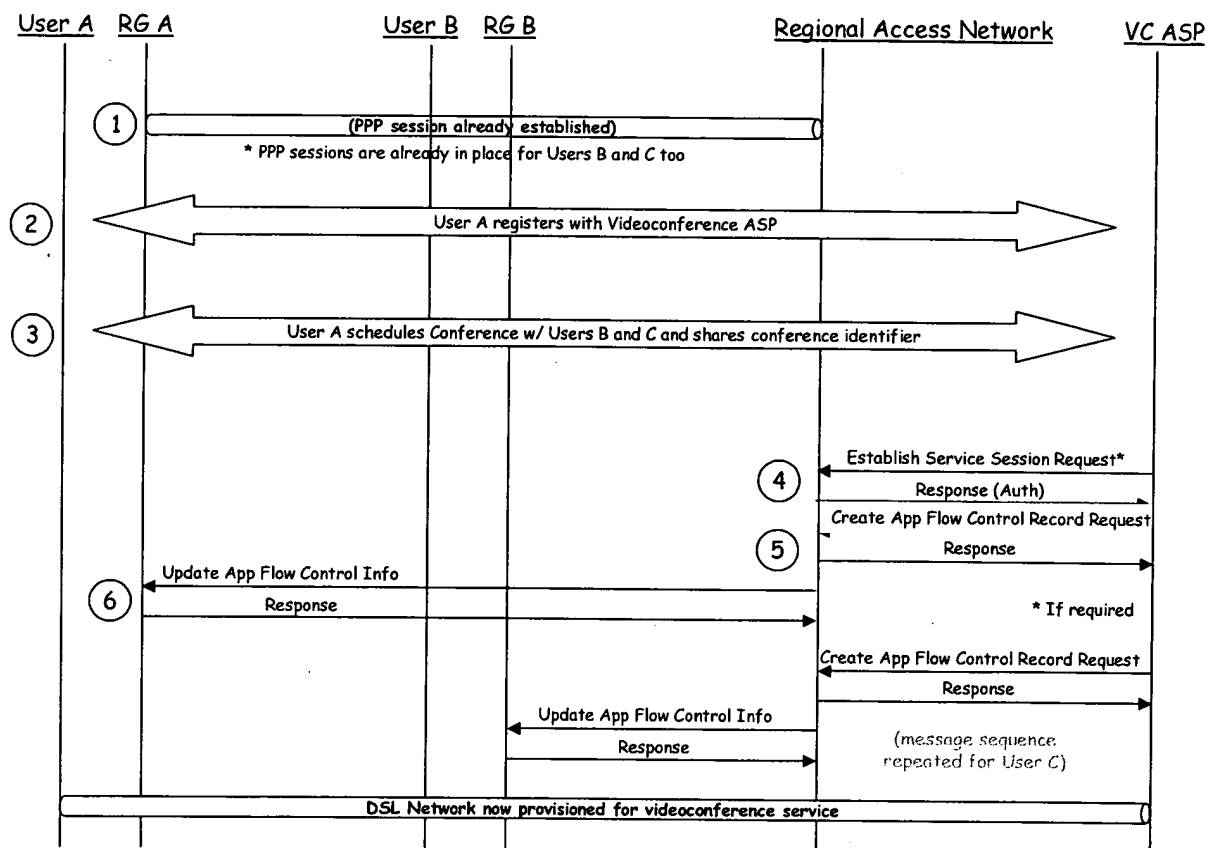 User A RG A User B RG B Regional Access Network VC ASP
1
(PPP session already established)
* PPP sessions are already in place for Users B and C too
2
User A registers with Videoconference ASP
3
User A schedules Conference w/ Users B and C and shares conference identifier
Establish Service Session Request*
4
Response (Auth)
Create App Flow Control Record Request
5
Response
Update App Flow Control Info
6
Response
* If required
Create App Flow Control Record Request
Response
Update App Flow Control Info
Response
(message sequence
repeated for User C)
DSL Network now provisioned for videoconference service